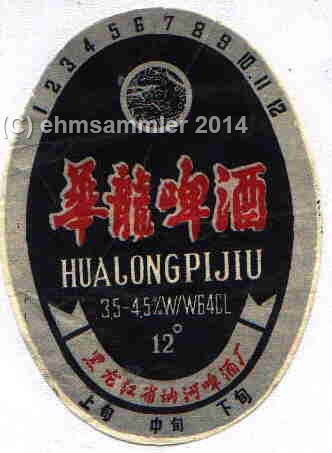 1 2 3 4 5 6 7 8 9 10. 11 12
(c) ehmsammler 2014
華龍啤酒
HUALONGPIJIU
3.5-4.5%W/W64CL
12°
黑龙江省讷河啤酒厂
上旬 中旬 下旬